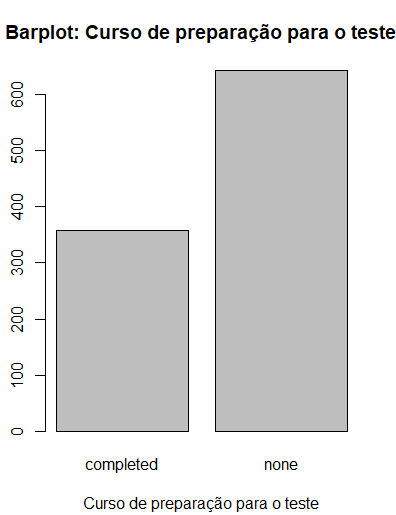 Barplot: Curso de preparação para o teste
600
500
400
300
200
100
0
completed
none
Curso de preparação para o teste